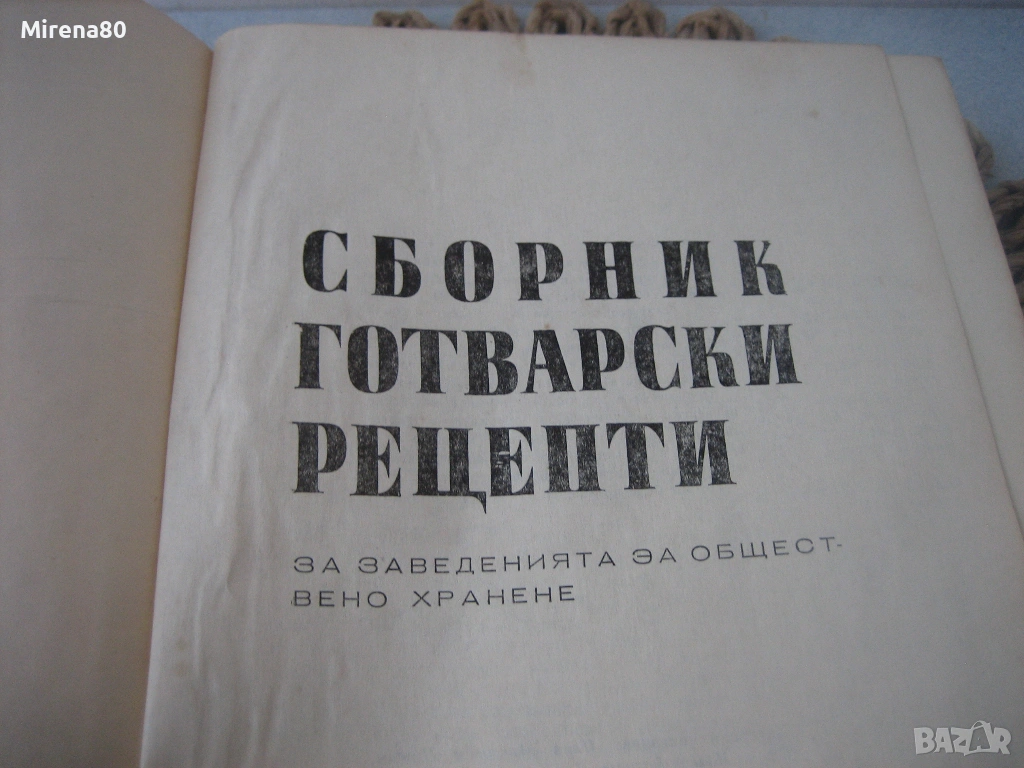 Mirena80
СБОРНИК
ГОТВАРСКИ
РЕЦЕПТИ
ЗА ЗАВЕДЕНИЯТА ЗА ОБЩЕСТ-
ВЕНО ХРАНЕНЕ
BAZAR